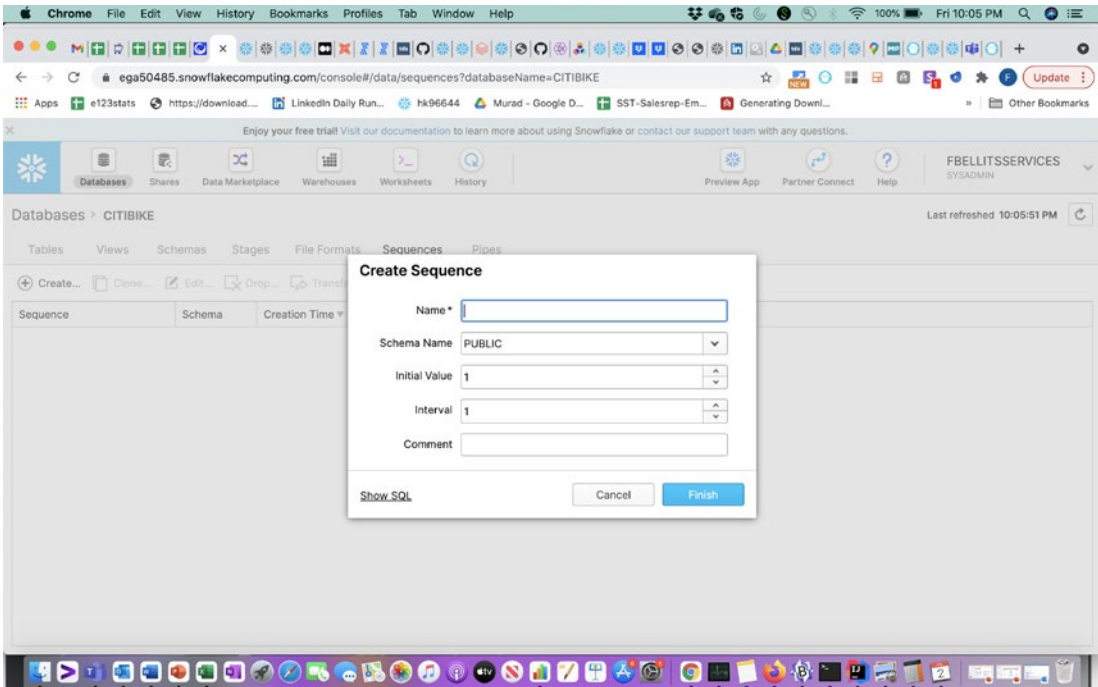 Chrome File Edit View History Bookmarks Profiles Tab Window Help 100% Fri 10:05 PM
ega50485.snowflakecomputing.com/console#/data/sequences?databaseName=CITIBIKE NEW Update
Apps e123stats https://download.... LinkedIn Daily Run... hk96644 Murad - Google D... SST-Salesrep-Em... Generating Downl... » Other Bookmarks
Enjoy your free trial! Visit our documentation to learn more about using Snowflake or contact our support team with any questions.
Databases Shares Data Marketplace Warehouses Worksheets History Preview App Partner Connect Help FBELLITSSERVICES
SYSADMIN
Databases > CITIBIKE Last refreshed 10:05:51 PM
Tables Views Schemas Stages File Formats Sequences Pipes
Create... Clone... Edit... Drop... Transfe
Sequence Schema Creation Time
Create Sequence
Name *
Schema Name PUBLIC
Initial Value 1
Interval 1
Comment
Show SQL Cancel Finish